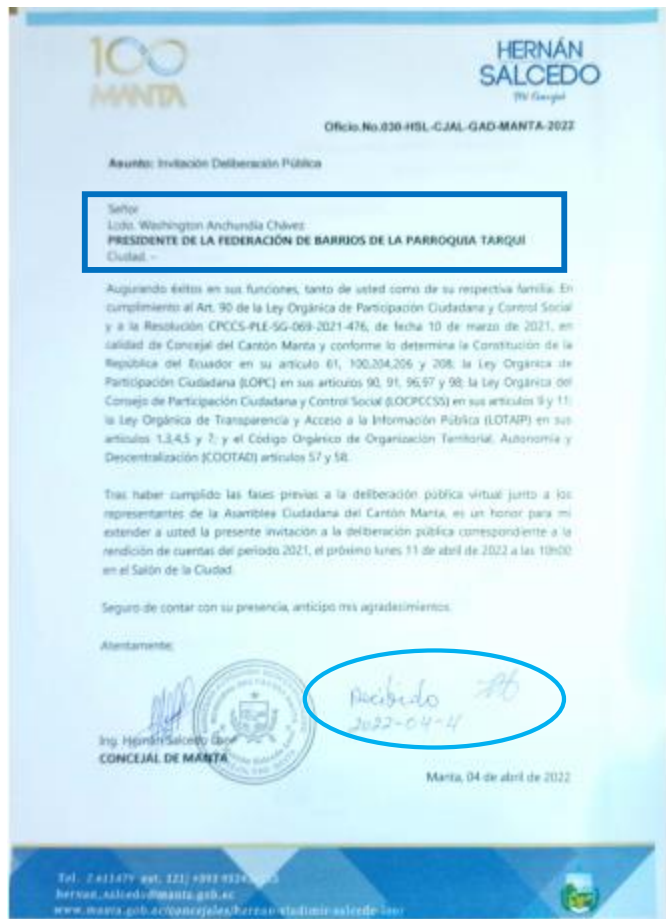 100
MANTA
HERNÁN
SALCEDO
Mi Concejal
Oficio.No.030-HSL-CJAL-GAD-MANTA-2022
Asunto: Invitación Deliberación Pública
Señor
Lcdo. Washington Anchundia Chávez
PRESIDENTE DE LA FEDERACIÓN DE BARRIOS DE LA PARROQUIA TARQUI
Ciudad. –
Augurando éxitos en sus funciones, tanto de usted como de su respectiva familia. En
cumplimiento al Art. 90 de la Ley Orgánica de Participación Ciudadana y Control Social
y a la Resolución CPCCS-PLE-SG-069-2021-476, de fecha 10 de marzo de 2021, en
calidad de Concejal del Cantón Manta y conforme lo determina la Constitución de la
República del Ecuador en su artículo 61, 100,204,206 y 208; la Ley Orgánica de
Participación Ciudadana (LOPC) en sus artículos 90, 91, 96,97 y 98; la Ley Orgánica del
Consejo de Participación Ciudadana y Control Social (LOCPCCSS) en sus artículos 9 y 11;
la Ley Orgánica de Transparencia y Acceso a la Información Pública (LOTAIP) en sus
artículos 1,3,4,5 y 7; y el Código Orgánico de Organización Territorial, Autonomía y
Descentralización (COOTAD) artículos 57 y 58.
Tras haber cumplido las fases previas a la deliberación pública virtual junto a los
representantes de la Asamblea Ciudadana del Cantón Manta, es un honor para mi
extender a usted la presente invitación a la deliberación pública correspondiente a la
rendición de cuentas del periodo 2021, el próximo lunes 11 de abril de 2022 a las 10h00
en el Salón de la Ciudad.
Seguro de contar con su presencia, anticipo mis agradecimientos.
Atentamente;
Recibido
2022-04-4
Ing. Hernán Salcedo
CONCEJAL DE MANTA
Manta, 04 de abril de 2022
Tel. 2 611479 ext. 121
hernan_salcedo@manta.gob.ec
www.manta.gob.ec/concejales/hernan-vladimir-salcedo-loor